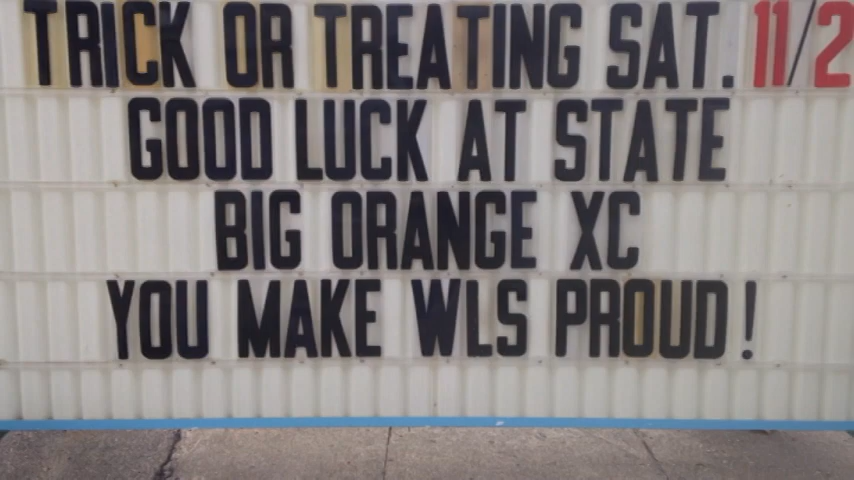 TRICK OR TREATING SAT. 11/2
GOOD LUCK AT STATE
BIG ORANGE XC
YOU MAKE WLS PROUD!